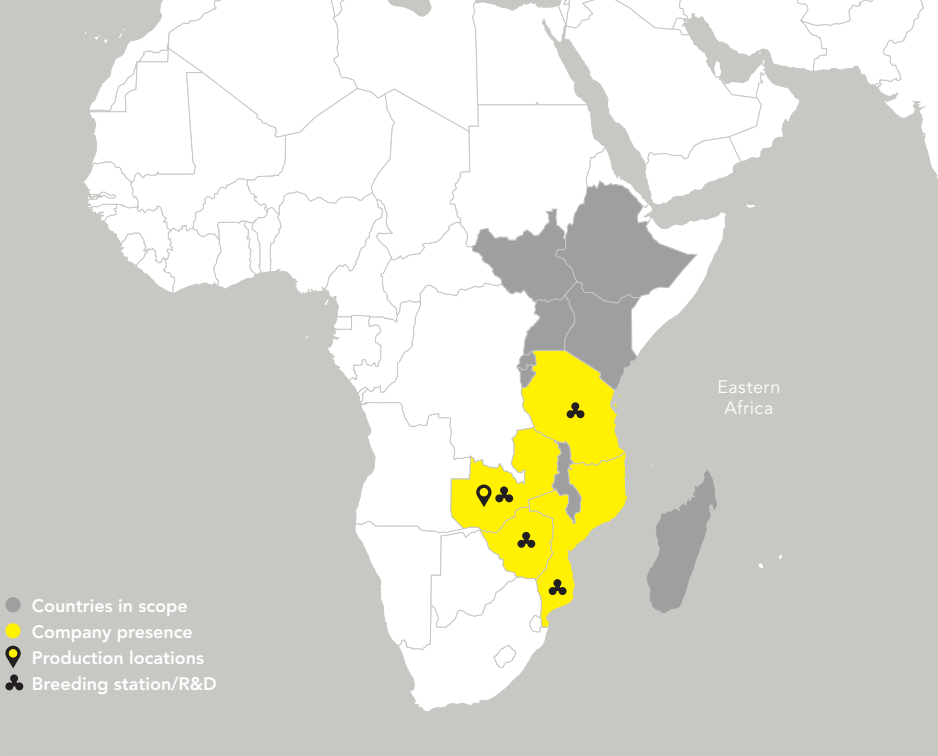 Eastern
Africa
Countries in scope
Company presence
Production locations
Breeding station/R&D